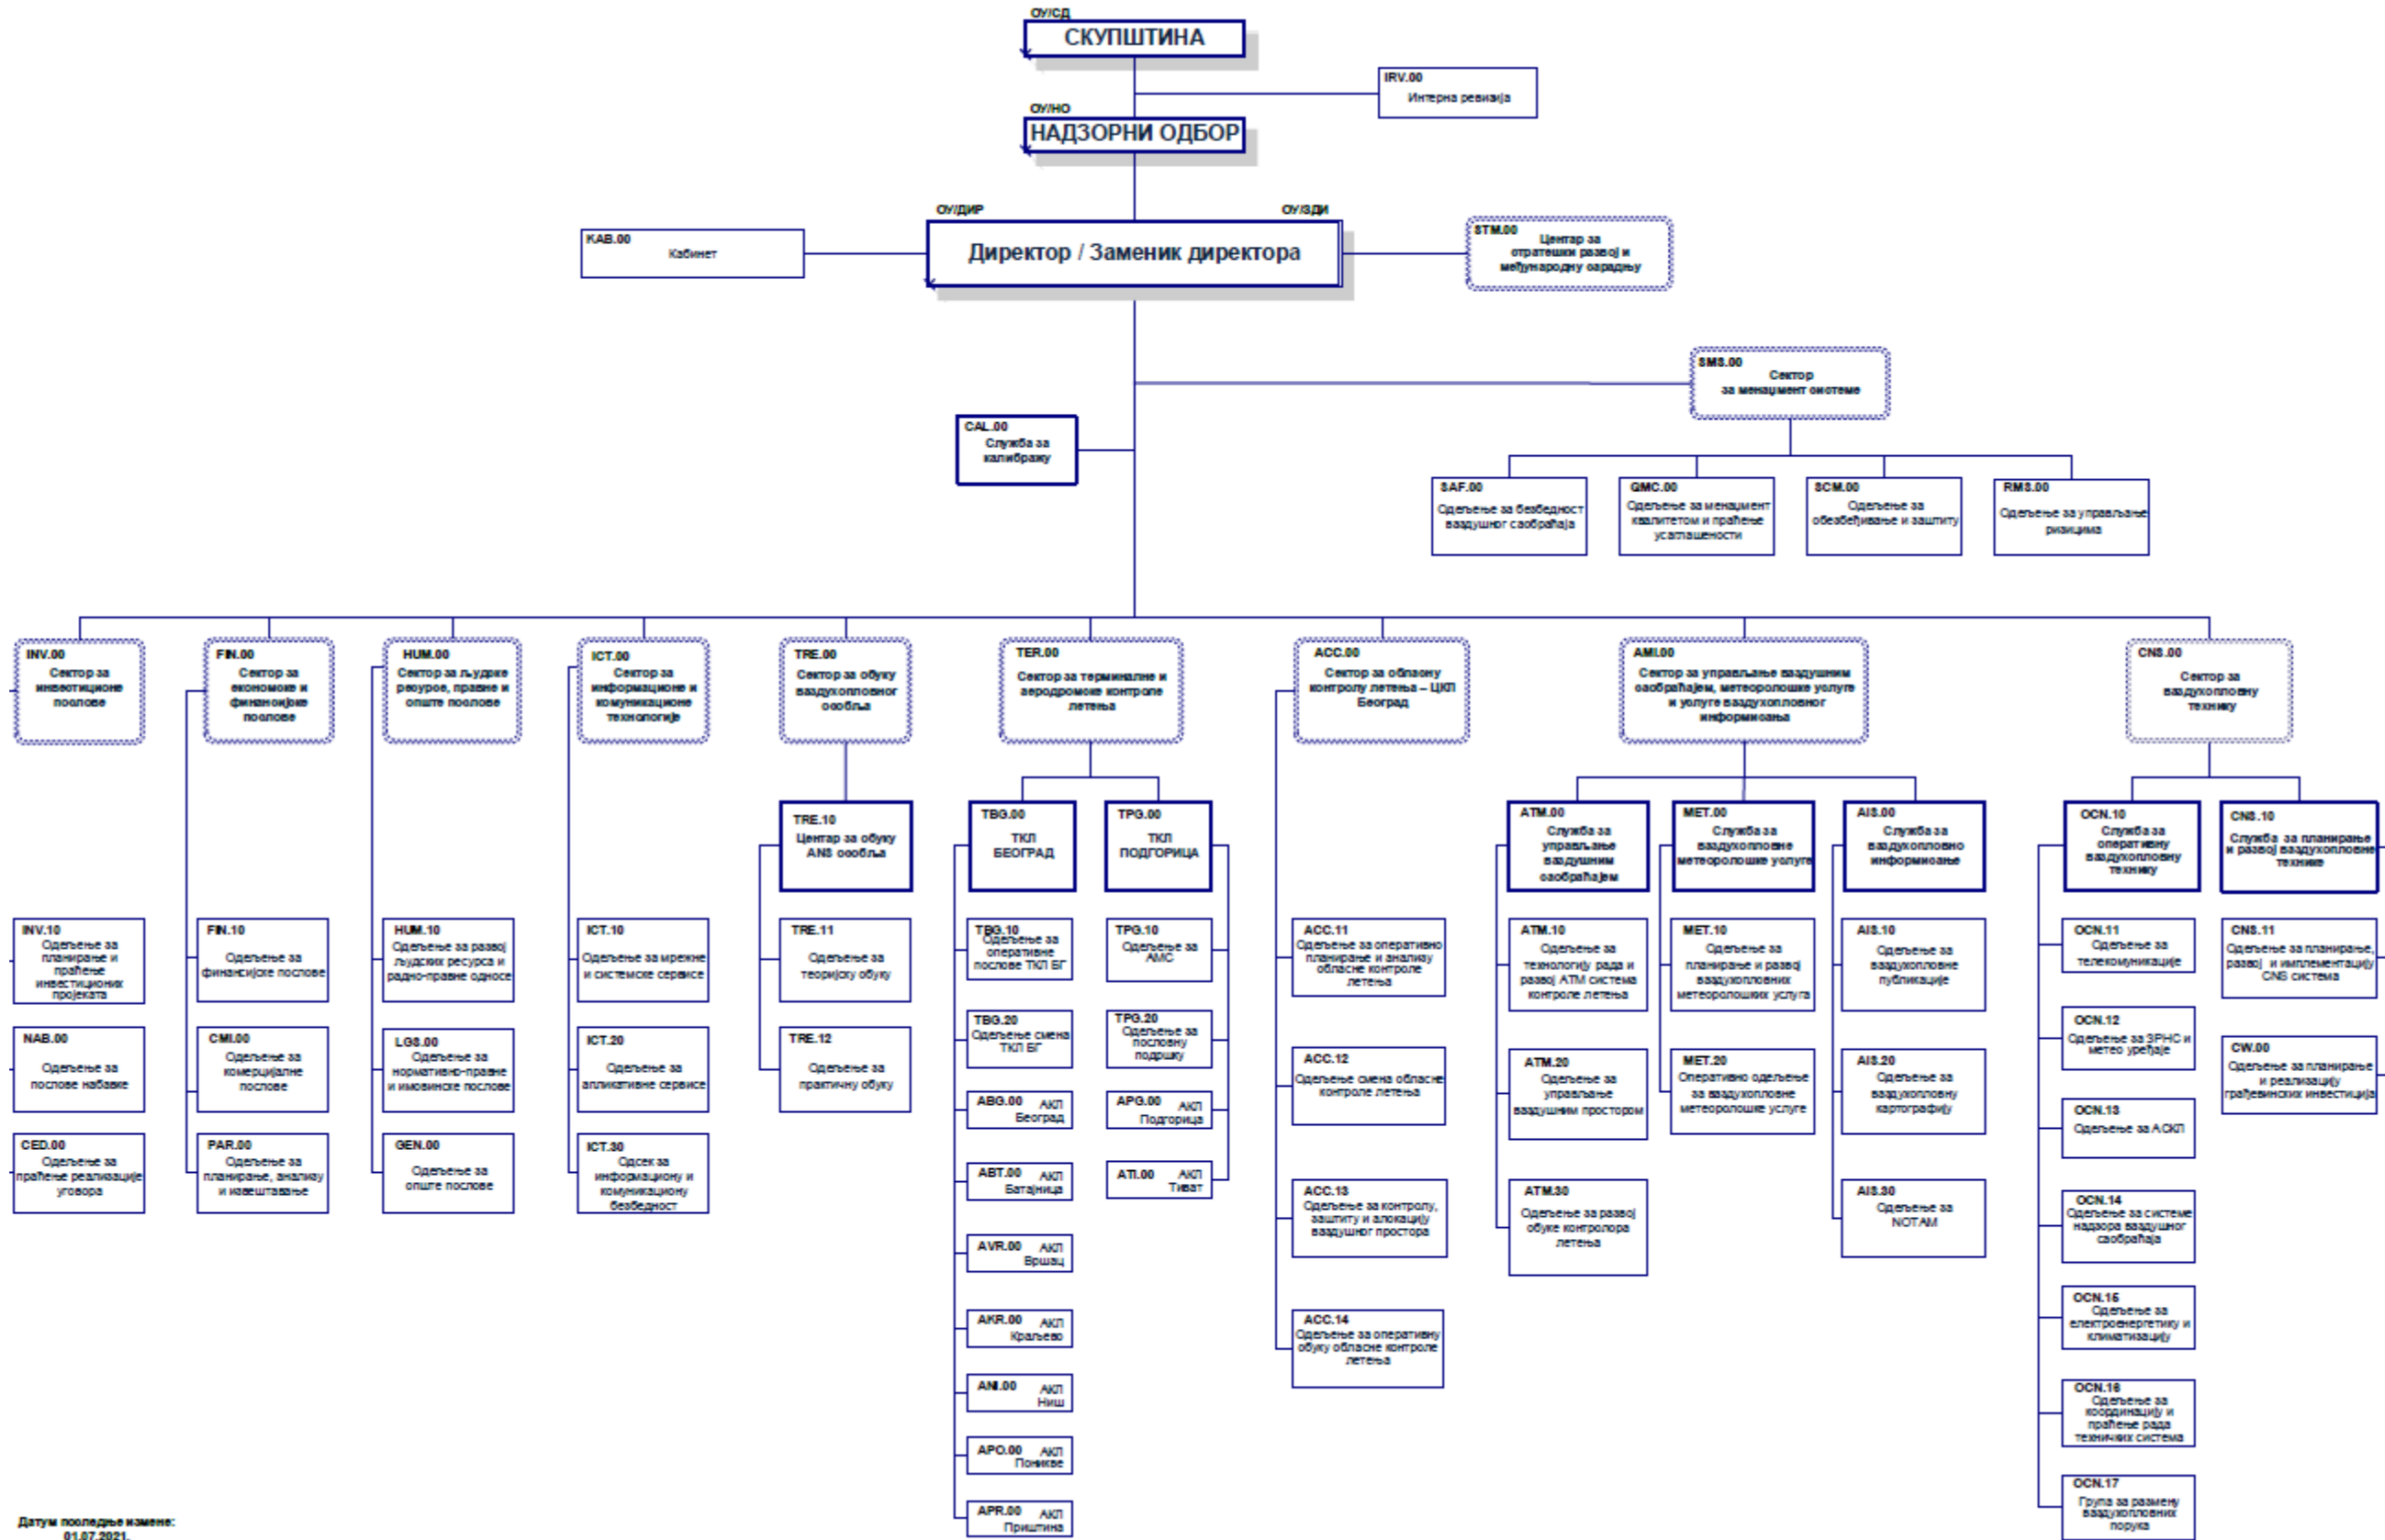 ОУ/СД
СКУПШТИНА
IRV.00
Интерна ревизија
ОУ/НО
НАДЗОРНИ ОДБОР
ОУ/ДИР
ОУ/ЗДИ
KAB.00
Кабинет
Директор / Заменик директора
STM.00
Центар за
стратешки развој и
међународну сарадњу
SMS.00
Сектор
за менаџмент системе
CAL.00
Служба за
калибражу
SAF.00
Одељење за безбедност
ваздушног саобраћаја
QMC.00
Одељење за менаџмент
квалитетом и праћење
усаглашености
SCM.00
Одељење за
обезбеђивање и заштиту
RMS.00
Одељење за управљање
ризицима
INV.00
Сектор за
инвестиционе
послове
FIN.00
Сектор за
економске и
финансијске
послове
HUM.00
Сектор за људске
ресурсе, правне и
опште послове
ICT.00
Сектор за
информационе и
комуникационе
технологије
TRE.00
Сектор за обуку
ваздухопловног
особља
TER.00
Сектор за терминалне и
аеродромске контроле
летења
ACC.00
Сектор за обласну
контролу летења – ЦКЛ
Београд
AMI.00
Сектор за управљање ваздушним
саобраћајем, метеоролошке услуге
и услуге ваздухопловног
информисања
CNS.00
Сектор за
ваздухопловну
технику
TRE.10
Центар за обуку
ANS особља
TBG.00
ТКЛ
БЕОГРАД
TPG.00
ТКЛ
ПОДГОРИЦА
ATM.00
Служба за
управљање
ваздушним
саобраћајем
MET.00
Служба за
ваздухопловне
метеоролошке услуге
AIS.00
Служба за
ваздухопловно
информисање
OCN.10
Служба за
оперативну
ваздухопловну
технику
CNS.10
Служба за планирање
и развој ваздухопловне
технике
INV.10
Одељење за
планирање и
праћење
инвестиционих
пројеката
NAB.00
Одељење за
послове набавке
CED.00
Одељење за
праћење реализације
уговора
FIN.10
Одељење за
финансијске послове
CMI.00
Одељење за
комерцијалне
послове
PAR.00
Одељење за
планирање, анализу
и извештавање
HUM.10
Одељење за развој
људских ресурса и
радно-правне односе
LGS.00
Одељење за
нормативно-правне
и имовинске послове
GEN.00
Одељење за
опште послове
ICT.10
Одељење за мрежне
и системске сервисе
ICT.20
Одељење за
апликативне сервисе
ICT.30
Одсек за
информациону и
комуникациону
безбедност
TRE.11
Одељење за
теоријску обуку
TRE.12
Одељење за
практичну обуку
TBG.10
Одељење за
оперативне
послове ТКЛ БГ
TBG.20
Одељење смена
ТКЛ БГ
ABG.00 АКЛ
Београд
ABT.00 АКЛ
Батајница
AVR.00 АКЛ
Вршац
AKR.00 АКЛ
Краљево
ANI.00 АКЛ
Ниш
APO.00 АКЛ
Поникве
APR.00 АКЛ
Приштина
TPG.10
Одељење за
АМС
TPG.20
Одељење за
пословну
подршку
APG.00 АКЛ
Подгорица
ATI.00 АКЛ
Тиват
ACC.11
Одељење за оперативно
планирање и анализу
обласне контроле
летења
ACC.12
Одељење смена обласне
контроле летења
ACC.13
Одељење за контролу,
заштиту и алокацију
ваздушног простора
ACC.14
Одељење за оперативну
обуку обласне контроле
летења
ATM.10
Одељење за
технологију рада и
развој ATM система
контроле летења
ATM.20
Одељење за
управљање
ваздушним простором
ATM.30
Одељење за развој
обуке контролора
летења
MET.10
Одељење за
планирање и развој
ваздухопловних
метеоролошких услуга
MET.20
Оперативно одељење
за ваздухопловне
метеоролошке услуге
AIS.10
Одељење за
ваздухопловне
публикације
AIS.20
Одељење за
ваздухопловну
картографију
AIS.30
Одељење за
NOTAM
OCN.11
Одељење за
телекомуникације
OCN.12
Одељење за ЗРНС и
метео уређаје
OCN.13
Одељење за АСКЛ
OCN.14
Одељење за системе
надзора ваздушног
саобраћаја
OCN.15
Одељење за
електроенергетику и
климатизацију
OCN.16
Одељење за
координацију и
праћење рада
техничких система
OCN.17
Група за размену
ваздухопловних
порука
CNS.11
Одељење за планирање,
развој и имплементацију
CNS система
CW.00
Одељење за планирање
и реализацију
грађевинских инвестиција
Датум последње измене:
01.07.2021.